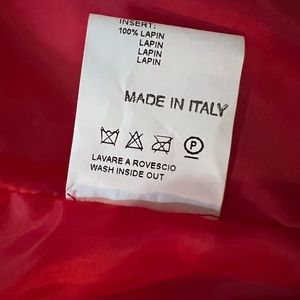 INSERT:
100% LAPIN
LAPIN
LAPIN
LAPIN
MADE IN ITALY
P
LAVARE A ROVESCIO
WASH INSIDE OUT